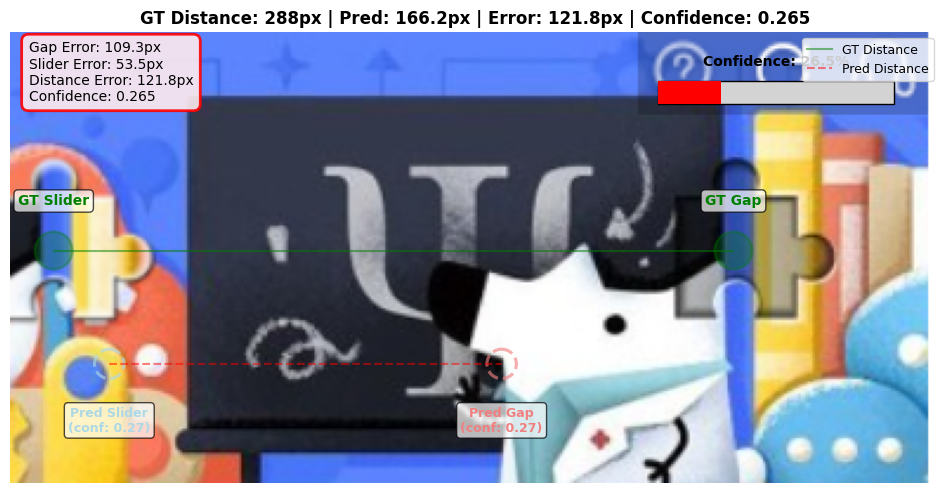 GT Distance: 288px | Pred: 166.2px | Error: 121.8px | Confidence: 0.265
Gap Error: 109.3px
Slider Error: 53.5px
Distance Error: 121.8px
Confidence: 0.265
Confidence: 26.5%
GT Distance
Pred Distance
GT Slider
GT Gap
Ψ
Pred Slider
(conf: 0.27)
Pred Gap
(conf: 0.27)